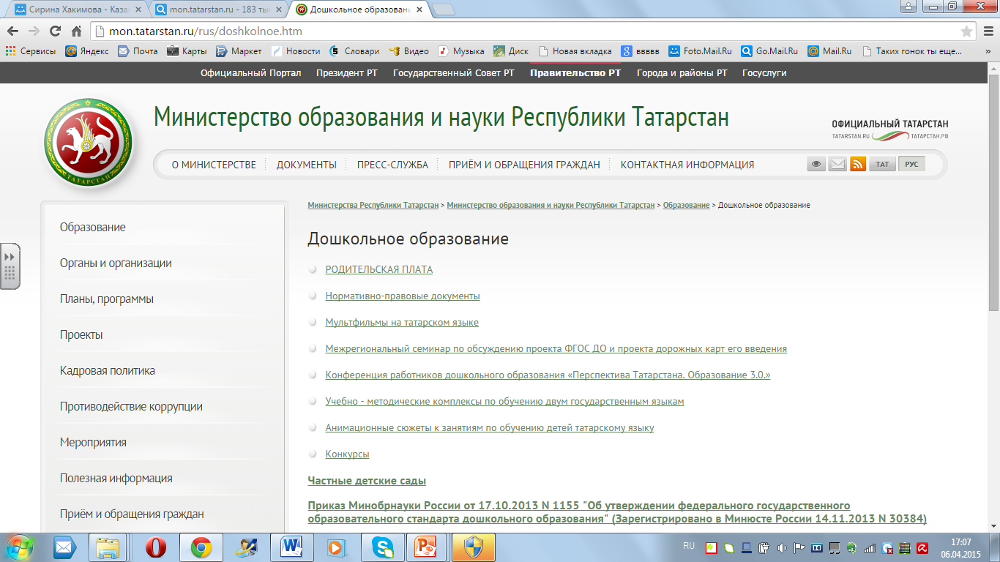 Сирина Хакимова - Каза
mon.tatarstan.ru - 183 ты
Дошкольное образовани
mon.tatarstan.ru/rus/doshkolnoe.htm
Сервисы Яндекс Почта Карты Маркет Новости Словари Видео Музыка Диск Новая вкладка ввввв Foto.Mail.Ru Go.Mail.Ru Mail.Ru Таких гонок ты еще... »
Официальный Портал Президент РТ Государственный Совет РТ Правительство РТ Города и районы РТ Госуслуги
ТАТАРСТАН
Министерство образования и науки Республики Татарстан
ОФИЦИАЛЬНЫЙ ТАТАРСТАН
TATARSTAN.RU ТАТАРСТАН.РФ
О МИНИСТЕРСТВЕ ДОКУМЕНТЫ ПРЕСС-СЛУЖБА ПРИЁМ И ОБРАЩЕНИЯ ГРАЖДАН КОНТАКТНАЯ ИНФОРМАЦИЯ ТАТ РУС
Образование
Органы и организации
Планы, программы
Проекты
Кадровая политика
Противодействие коррупции
Мероприятия
Полезная информация
Приём и обращения граждан
Министерства Республики Татарстан > Министерство образования и науки Республики Татарстан > Образование > Дошкольное образование
Дошкольное образование
РОДИТЕЛЬСКАЯ ПЛАТА
Нормативно-правовые документы
Мультфильмы на татарском языке
Межрегиональный семинар по обсуждению проекта ФГОС ДО и проекта дорожных карт его введения
Конференция работников дошкольного образования «Перспектива Татарстана. Образование 3.0.»
Учебно - методические комплексы по обучению двум государственным языкам
Анимационные сюжеты к занятиям по обучению детей татарскому языку
Конкурсы
Частные детские сады
Приказ Минобрнауки России от 17.10.2013 N 1155 "Об утверждении федерального государственного
образовательного стандарта дошкольного образования" (Зарегистрировано в Минюсте России 14.11.2013 N 30384)
RU
17:07
06.04.2015